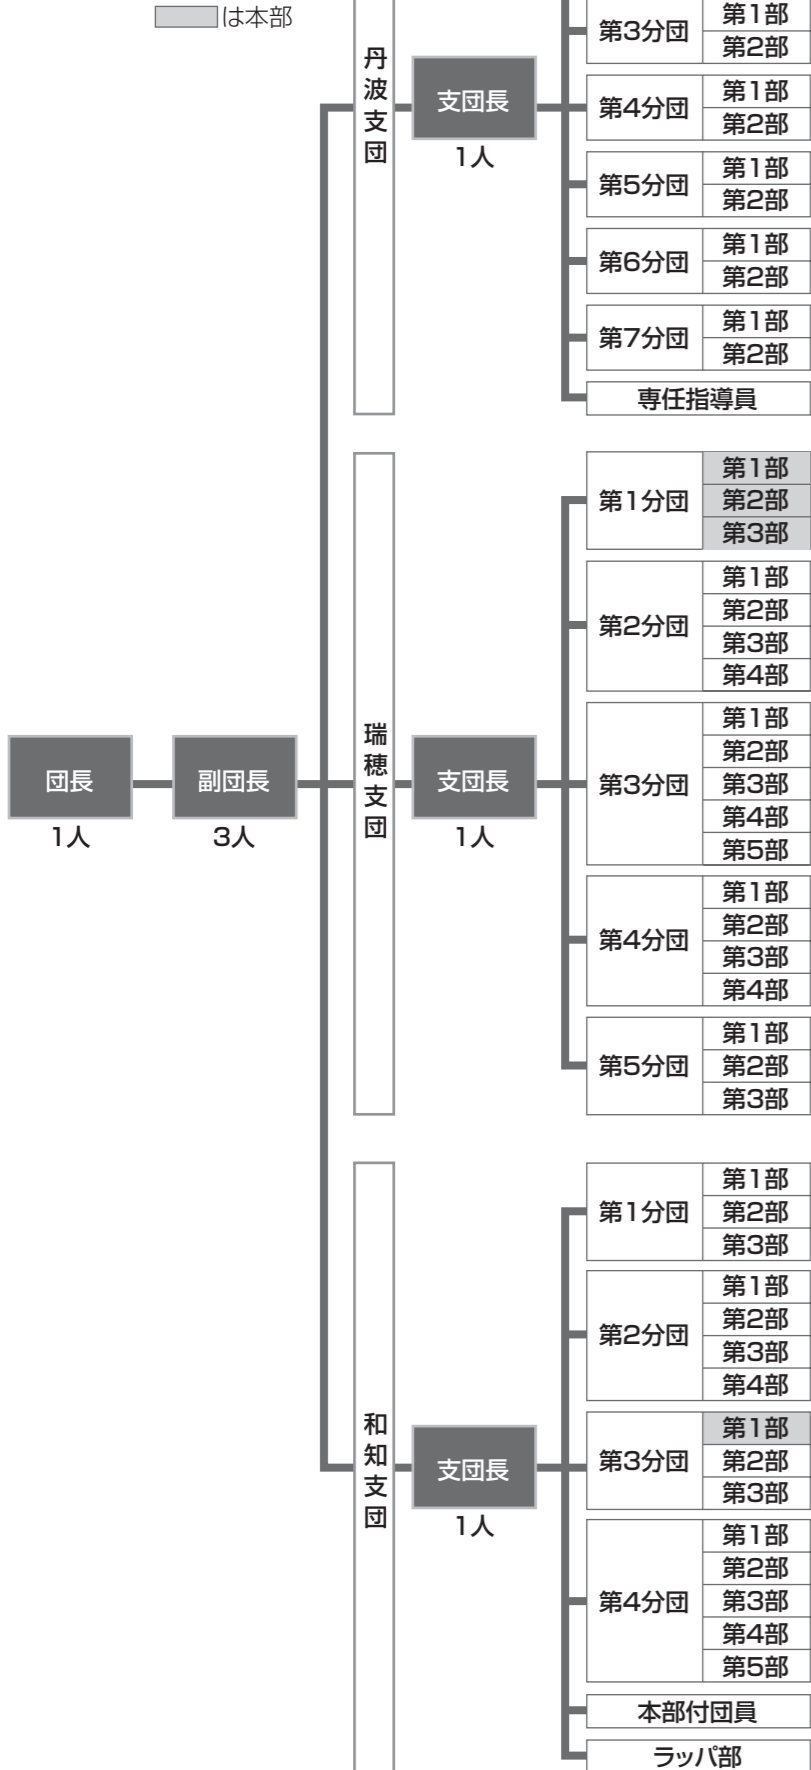 は本部
団長
1人
副団長
3人
丹波支団
支団長
1人
第3分団
第1部
第2部
第4分団
第1部
第2部
第5分団
第1部
第2部
第6分団
第1部
第2部
第7分団
第1部
第2部
専任指導員
瑞穂支団
支団長
1人
第1分団
第1部
第2部
第3部
第2分団
第1部
第2部
第3部
第4部
第3分団
第1部
第2部
第3部
第4部
第5部
第4分団
第1部
第2部
第3部
第4部
第5分団
第1部
第2部
第3部
和知支団
支団長
1人
第1分団
第1部
第2部
第3部
第2分団
第1部
第2部
第3部
第4部
第3分団
第1部
第2部
第3部
第4分団
第1部
第2部
第3部
第4部
第5部
本部付団員
ラッパ部